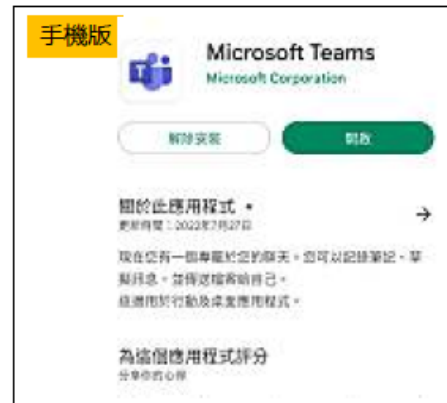 手機版
Microsoft Teams
Microsoft Corporation
解除安裝
開啟
關於此應用程式 •
更新時間：2022年7月27日
現在您有一個專屬於您的聊天。您可以記錄筆記、草
擬訊息，並傳送檔案給自己。
這適用於行動及桌面應用程式。
為這個應用程式評分
分享你的心得